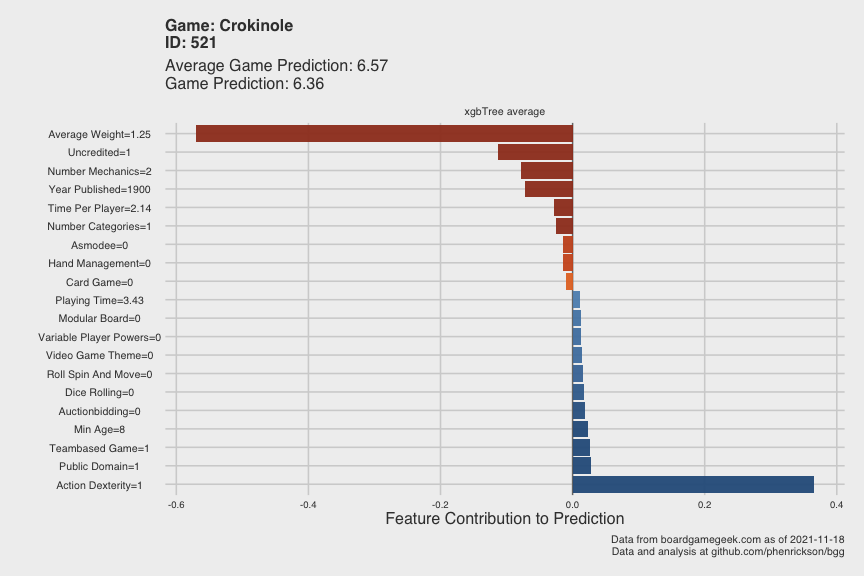 Game: Crokinole
ID: 521
Average Game Prediction: 6.57
Game Prediction: 6.36
xgbTree average
Average Weight=1.25
Uncredited=1
Number Mechanics=2
Year Published=1900
Time Per Player=2.14
Number Categories=1
Asmodee=0
Hand Management=0
Card Game=0
Playing Time=3.43
Modular Board=0
Variable Player Powers=0
Video Game Theme=0
Roll Spin And Move=0
Dice Rolling=0
Auctionbidding=0
Min Age=8
Teambased Game=1
Public Domain=1
Action Dexterity=1
-0.6 -0.4 -0.2 0.0 0.2 0.4
Feature Contribution to Prediction
Data from boardgamegeek.com as of 2021-11-18
Data and analysis at github.com/phenrickson/bgg